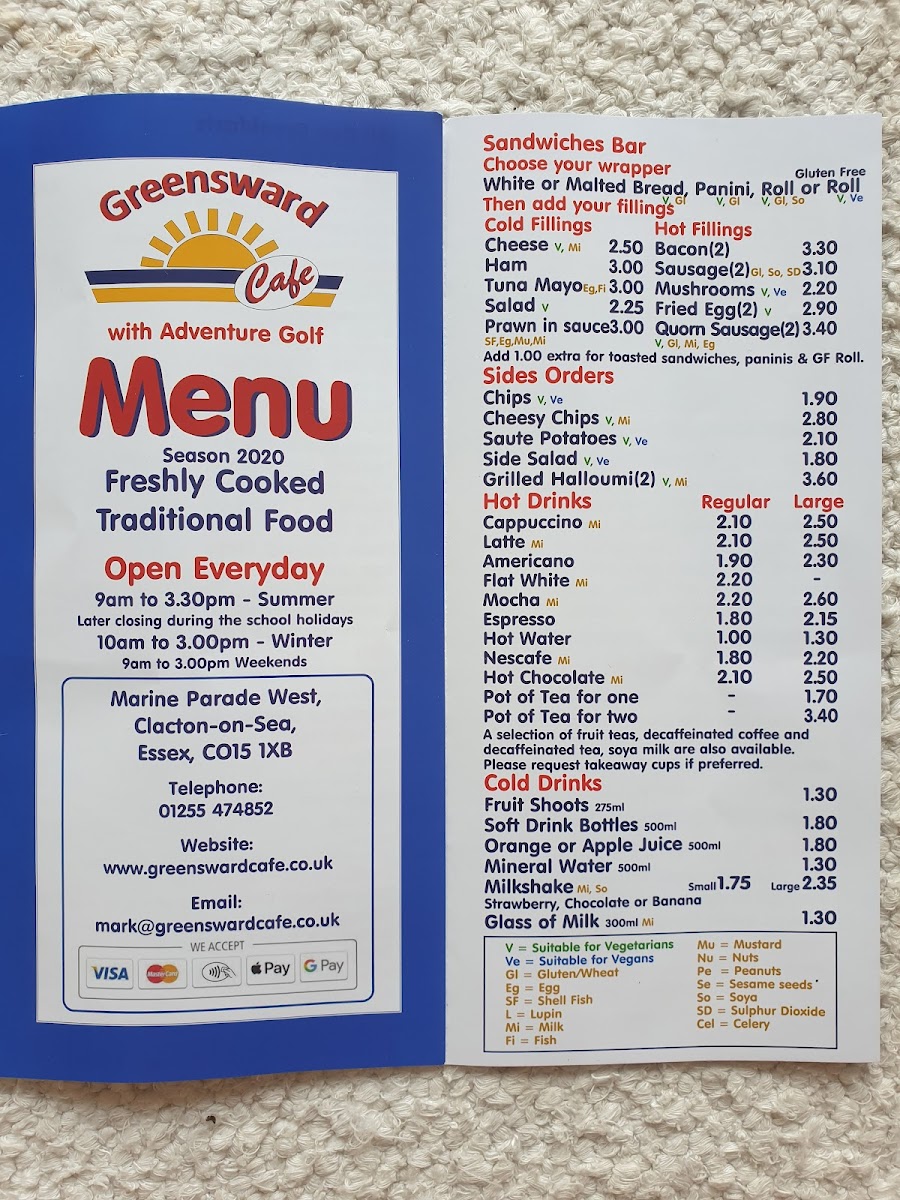 Greensward
Cafe
with Adventure Golf
Menu
Season 2020
Freshly Cooked
Traditional Food
Open Everyday
9am to 3.30pm - Summer
Later closing during the school holidays
10am to 3.00pm - Winter
9am to 3.00pm Weekends
Marine Parade West,
Clacton-on-Sea,
Essex, CO15 1XB
Telephone:
01255 474852
Website:
www.greenswardcafe.co.uk
Email:
mark@greenswardcafe.co.uk
WE ACCEPT
VISA MasterCard Pay G Pay
Sandwiches Bar
Choose your wrapper
Gluten Free
White or Malted Bread, Panini, Roll or Roll
V, Gl V, Gl V, Gl, So V, Ve
Then add your fillings
Cold Fillings Hot Fillings
Cheese V, Mi 2.50 Bacon(2) 3.30
Ham 3.00 Sausage(2) Gl, So, SD 3.10
Tuna Mayo Eg,Fi 3.00 Mushrooms V, Ve 2.20
Salad V 2.25 Fried Egg(2) V 2.90
Prawn in sauce 3.00 Quorn Sausage(2) 3.40
SF,Eg,Mu,Mi V, Gl, Mi, Eg
Add 1.00 extra for toasted sandwiches, paninis & GF Roll.
Sides Orders
Chips V, Ve 1.90
Cheesy Chips V, Mi 2.80
Saute Potatoes V, Ve 2.10
Side Salad V, Ve 1.80
Grilled Halloumi(2) V, Mi 3.60
Hot Drinks Regular Large
Cappuccino Mi 2.10 2.50
Latte Mi 2.10 2.50
Americano 1.90 2.30
Flat White Mi 2.20 -
Mocha Mi 2.20 2.60
Espresso 1.80 2.15
Hot Water 1.00 1.30
Nescafe Mi 1.80 2.20
Hot Chocolate Mi 2.10 2.50
Pot of Tea for one - 1.70
Pot of Tea for two - 3.40
A selection of fruit teas, decaffeinated coffee and
decaffeinated tea, soya milk are also available.
Please request takeaway cups if preferred.
Cold Drinks
Fruit Shoots 275ml 1.30
Soft Drink Bottles 500ml 1.80
Orange or Apple Juice 500ml 1.80
Mineral Water 500ml 1.30
Milkshake Mi, So Small 1.75 Large 2.35
Strawberry, Chocolate or Banana
Glass of Milk 300ml Mi 1.30
V = Suitable for Vegetarians Mu = Mustard
Ve = Suitable for Vegans Nu = Nuts
Gl = Gluten/Wheat Pe = Peanuts
Eg = Egg Se = Sesame seeds
SF = Shell Fish So = Soya
L = Lupin SD = Sulphur Dioxide
Mi = Milk Cel = Celery
Fi = Fish